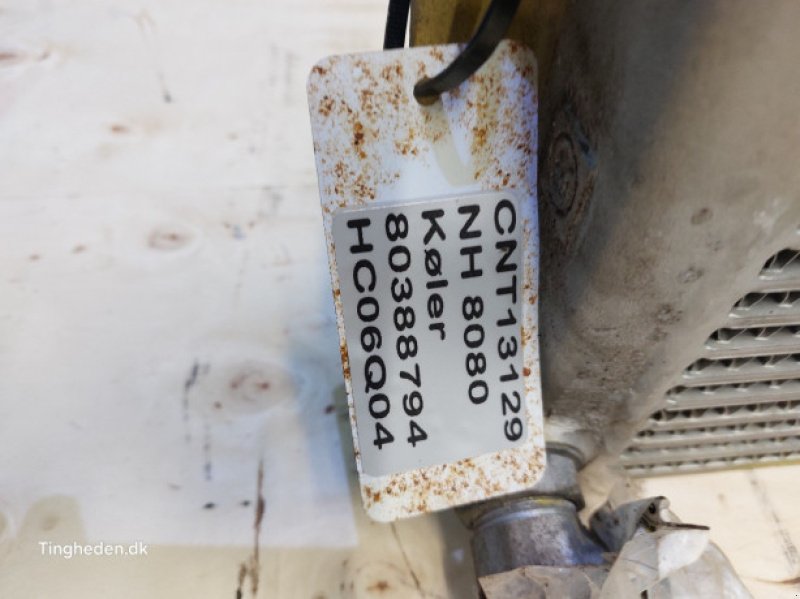 CNT13129
NH 8080
Køler
80388794
HC06Q04
Tingheden.dk